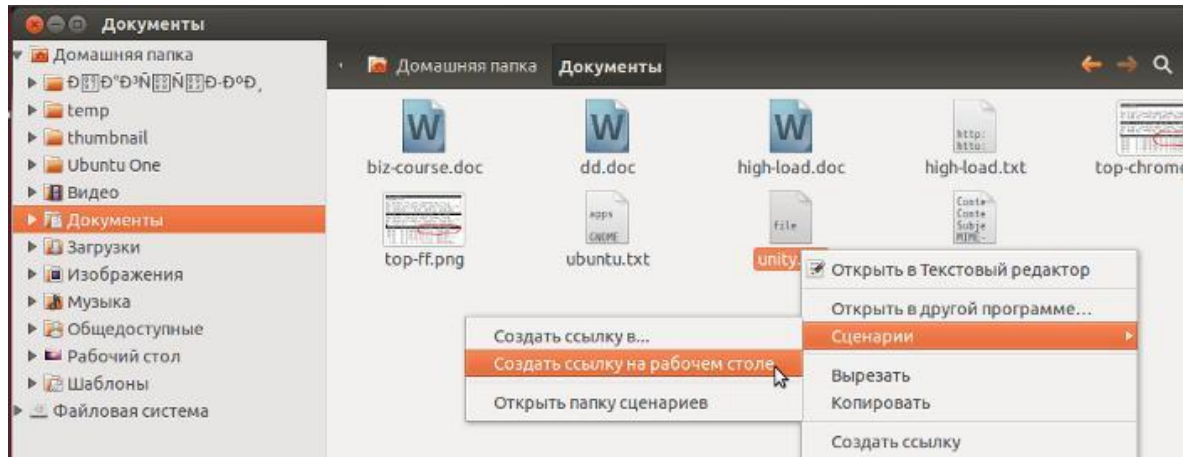 Документы
Домашняя папка
temp
thumbnail
Ubuntu One
Видео
Документы
Загрузки
Изображения
Музыка
Общедоступные
Рабочий стол
Шаблоны
Файловая система
Домашняя папка Документы
biz-course.doc dd.doc high-load.doc high-load.txt top-chrome
top-ff.png ubuntu.txt unity.
Открыть в Текстовый редактор
Открыть в другой программе...
Сценарии
Вырезать
Копировать
Создать ссылку
Создать ссылку в...
Создать ссылку на рабочем столе
Открыть папку сценариев